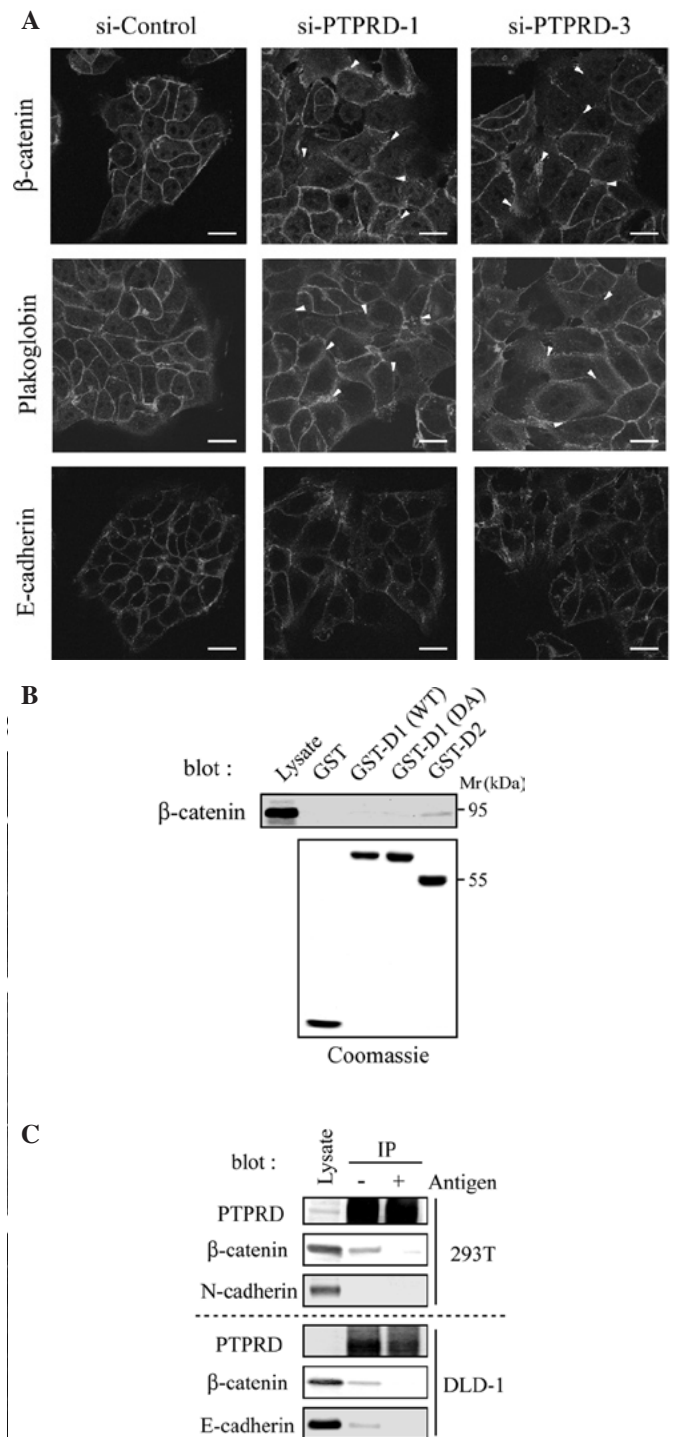 A
si-Control si-PTPRD-1 si-PTPRD-3
β-catenin
Plakoglobin
E-cadherin
B
blot : Lysate GST GST-D1 (WT) GST-D1 (DA) GST-D2
Mr (kDa)
β-catenin 95
55
Coomassie
C
blot : Lysate IP
- + Antigen
PTPRD
β-catenin 293T
N-cadherin
PTPRD
β-catenin DLD-1
E-cadherin